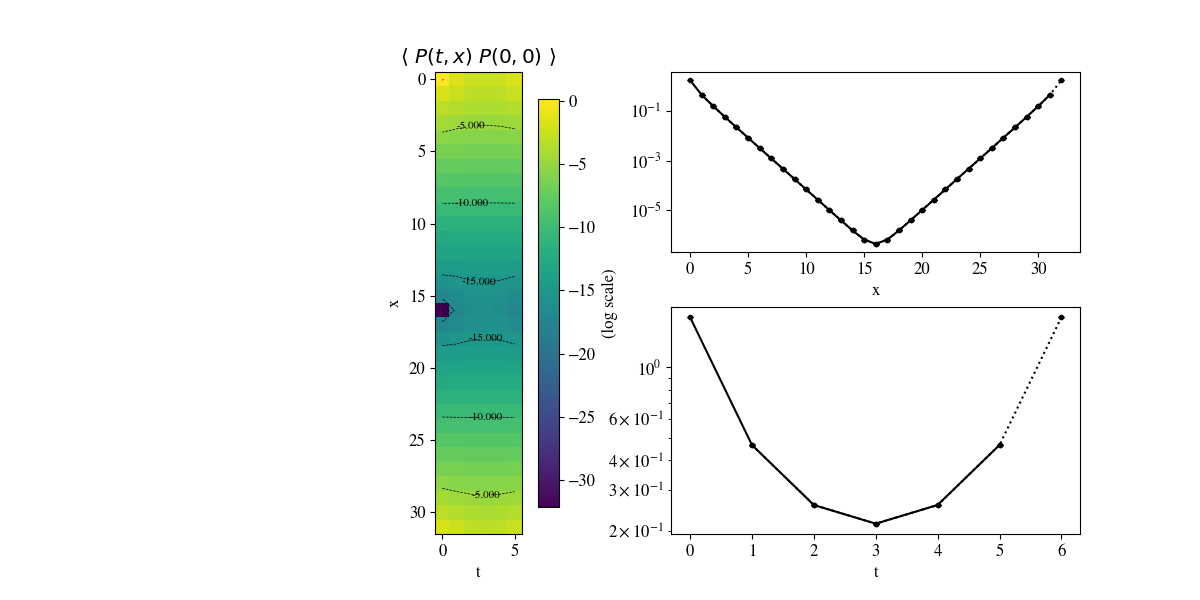 ⟨ P(t, x) P(0, 0) ⟩
0
5
10
15
20
25
30
x
0
5
t
-5.000
-10.000
-15.000
-15.000
-10.000
-5.000
0
−5
−10
−15
−20
−25
−30
(log scale)
10⁻¹
10⁻³
10⁻⁵
0 5 10 15 20 25 30
x
10⁰
6 × 10⁻¹
4 × 10⁻¹
3 × 10⁻¹
2 × 10⁻¹
0 1 2 3 4 5 6
t